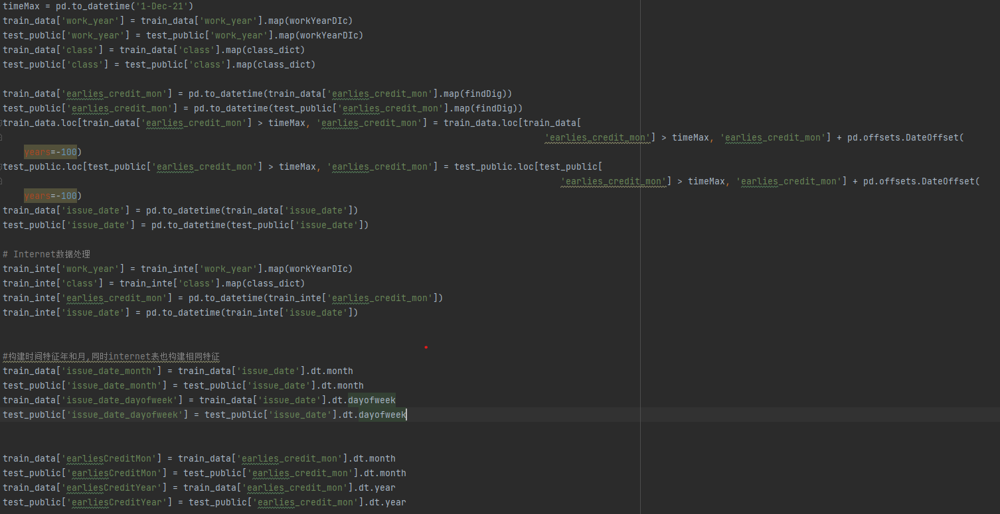 timeMax = pd.to_datetime('1-Dec-21')
train_data['work_year'] = train_data['work_year'].map(workYearDIc)
test_public['work_year'] = test_public['work_year'].map(workYearDIc)
train_data['class'] = train_data['class'].map(class_dict)
test_public['class'] = test_public['class'].map(class_dict)
train_data['earlies_credit_mon'] = pd.to_datetime(train_data['earlies_credit_mon'].map(findDig))
test_public['earlies_credit_mon'] = pd.to_datetime(test_public['earlies_credit_mon'].map(findDig))
train_data.loc[train_data['earlies_credit_mon'] > timeMax, 'earlies_credit_mon'] = train_data.loc[train_data[
'earlies_credit_mon'] > timeMax, 'earlies_credit_mon'] + pd.offsets.DateOffset(
years=-100)
test_public.loc[test_public['earlies_credit_mon'] > timeMax, 'earlies_credit_mon'] = test_public.loc[test_public[
'earlies_credit_mon'] > timeMax, 'earlies_credit_mon'] + pd.offsets.DateOffset(
years=-100)
train_data['issue_date'] = pd.to_datetime(train_data['issue_date'])
test_public['issue_date'] = pd.to_datetime(test_public['issue_date'])
# Internet数据处理
train_inte['work_year'] = train_inte['work_year'].map(workYearDIc)
train_inte['class'] = train_inte['class'].map(class_dict)
train_inte['earlies_credit_mon'] = pd.to_datetime(train_inte['earlies_credit_mon'])
train_inte['issue_date'] = pd.to_datetime(train_inte['issue_date'])
#构建时间特征年和月,同时internet表也构建相同特征
train_data['issue_date_month'] = train_data['issue_date'].dt.month
test_public['issue_date_month'] = test_public['issue_date'].dt.month
train_data['issue_date_dayofweek'] = train_data['issue_date'].dt.dayofweek
test_public['issue_date_dayofweek'] = test_public['issue_date'].dt.dayofweek
train_data['earliesCreditMon'] = train_data['earlies_credit_mon'].dt.month
test_public['earliesCreditMon'] = test_public['earlies_credit_mon'].dt.month
train_data['earliesCreditYear'] = train_data['earlies_credit_mon'].dt.year
test_public['earliesCreditYear'] = test_public['earlies_credit_mon'].dt.year